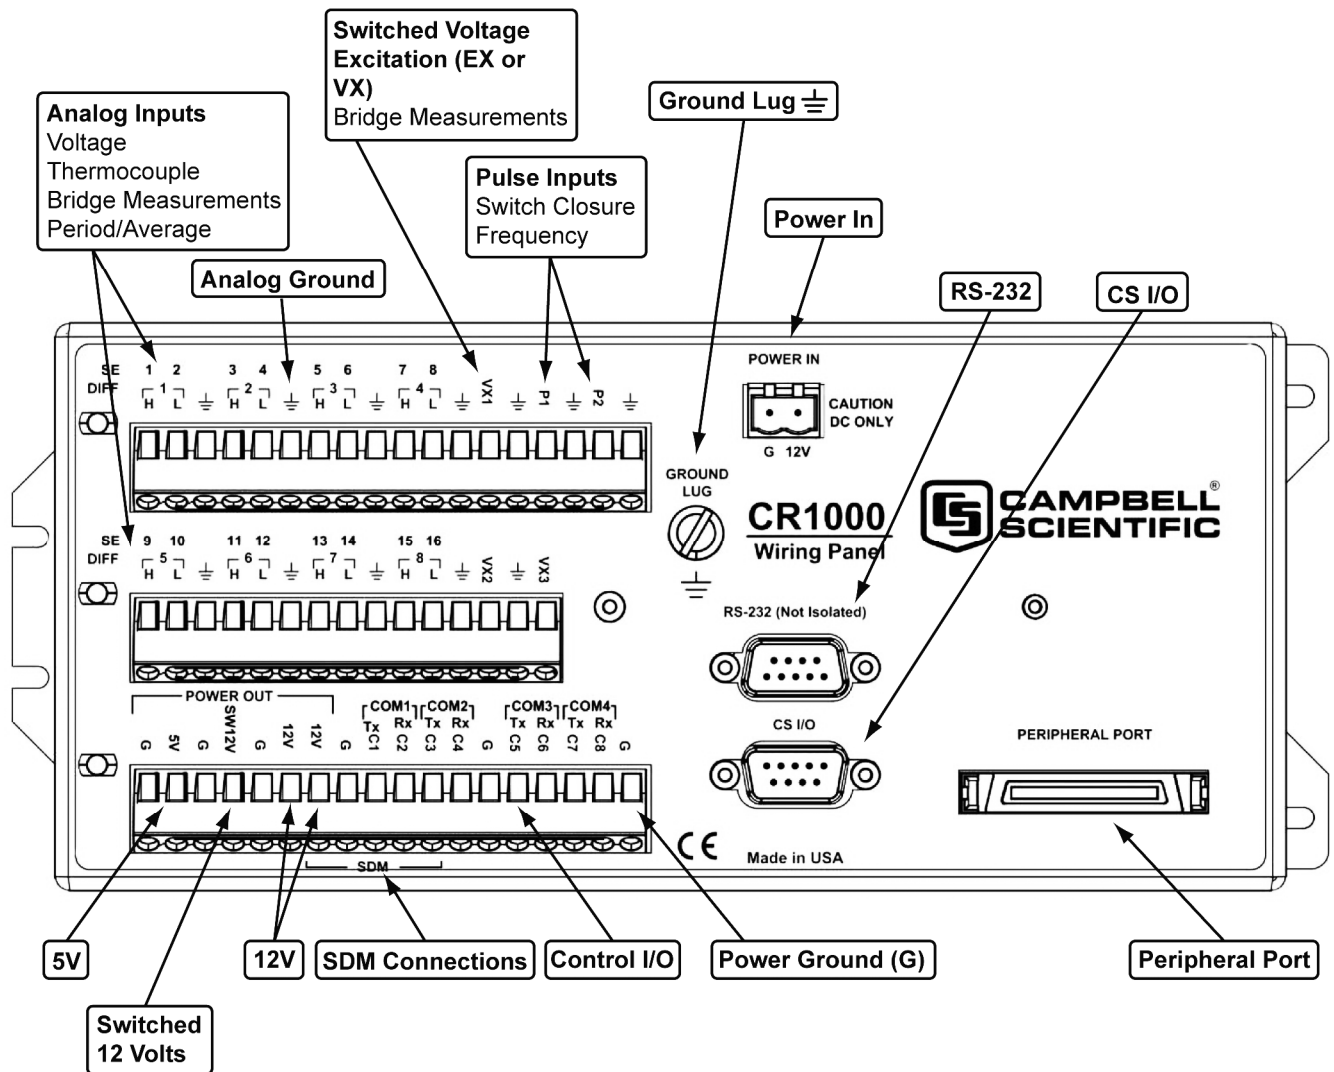 Switched Voltage
Excitation (EX or
VX)
Bridge Measurements
Ground Lug
Analog Inputs
Voltage
Thermocouple
Bridge Measurements
Period/Average
Pulse Inputs
Switch Closure
Frequency
Power In
Analog Ground
RS-232
CS I/O
SE 1 2 3 4 5 6 7 8
DIFF 1 2 3 4 VX1 P1 P2
H L H L H L H L
POWER IN
CAUTION
DC ONLY
G 12V
GROUND
LUG
CR1000
Wiring Panel
CAMPBELL®
SCIENTIFIC
SE 9 10 11 12 13 14 15 16
DIFF 5 6 7 8 VX2 VX3
H L H L H L H L
RS-232 (Not Isolated)
POWER OUT
COM1 COM2 COM3 COM4
Tx Rx Tx Rx Tx Rx Tx Rx
G 5V G SW12V G 12V 12V G C1 C2 C3 C4 G C5 C6 C7 C8 G
CS I/O
PERIPHERAL PORT
SDM
CE
Made in USA
5V
12V
SDM Connections
Control I/O
Power Ground (G)
Peripheral Port
Switched
12 Volts